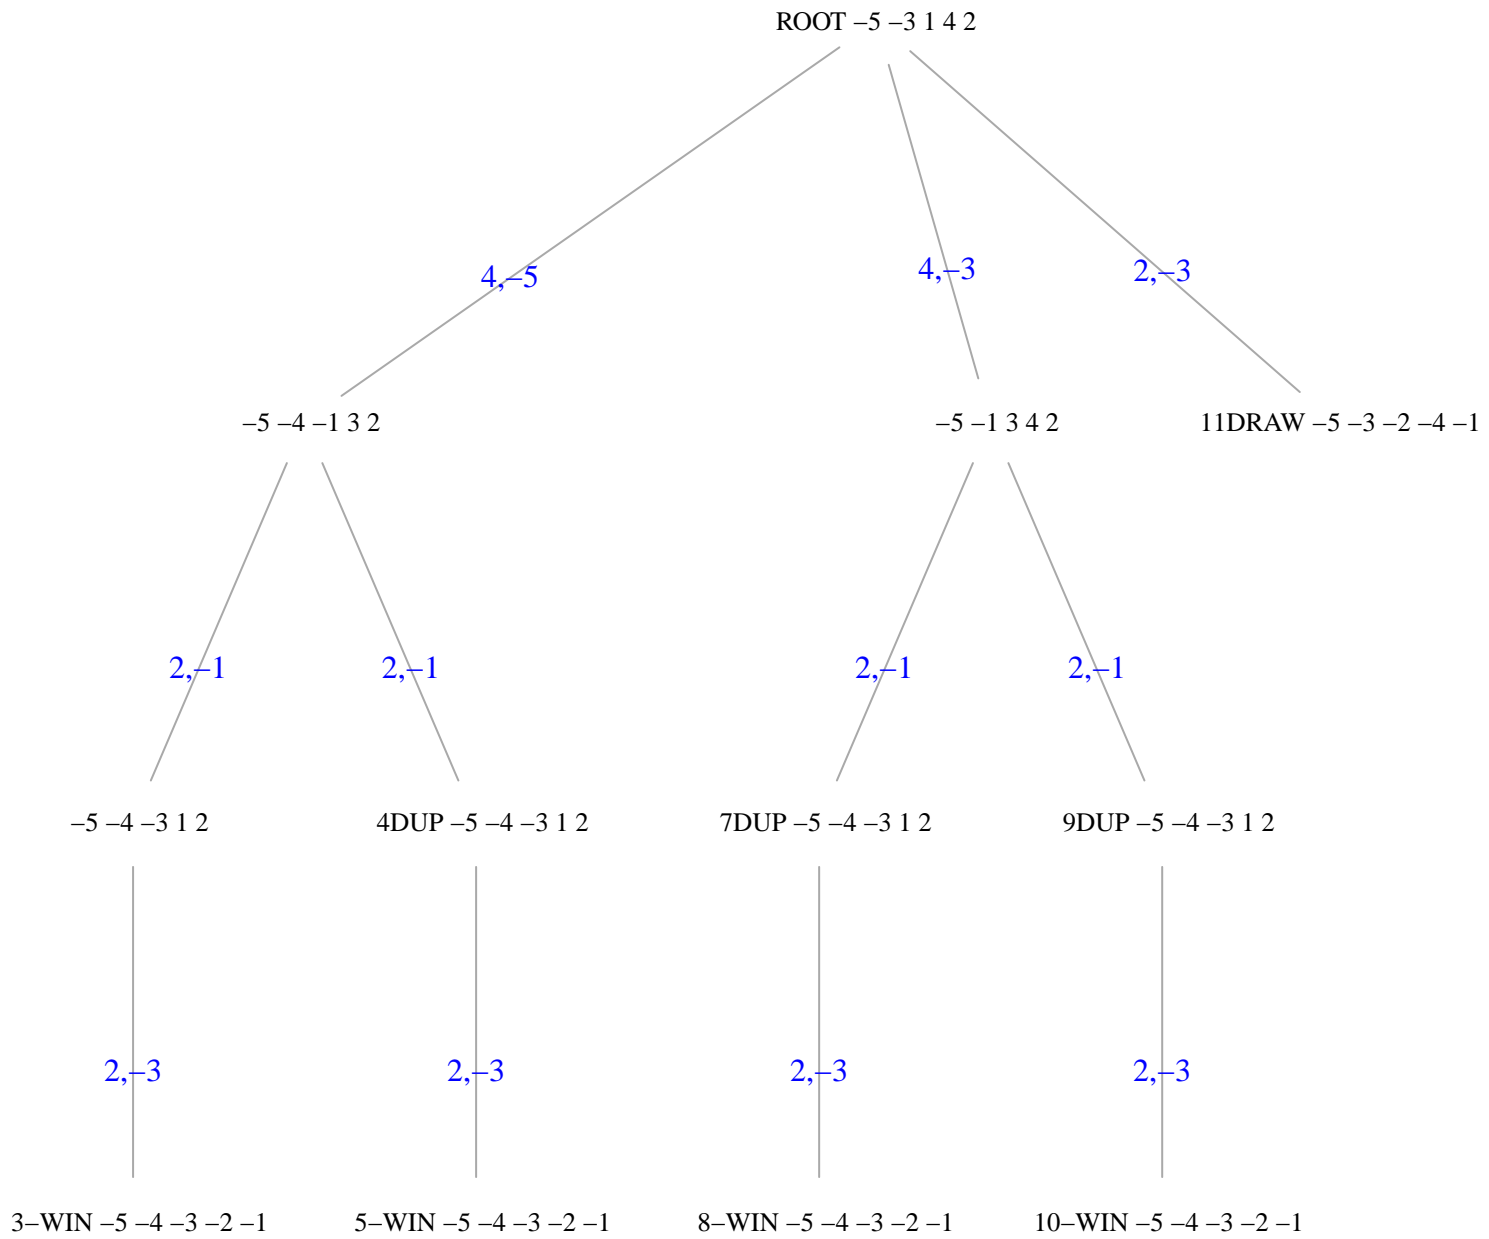 ROOT –5 –3 1 4 2
4,–5
4,–3
2,–3
–5 –4 –1 3 2
–5 –1 3 4 2
11DRAW –5 –3 –2 –4 –1
2,–1
2,–1
2,–1
2,–1
–5 –4 –3 1 2
4DUP –5 –4 –3 1 2
7DUP –5 –4 –3 1 2
9DUP –5 –4 –3 1 2
2,–3
2,–3
2,–3
2,–3
3–WIN –5 –4 –3 –2 –1
5–WIN –5 –4 –3 –2 –1
8–WIN –5 –4 –3 –2 –1
10–WIN –5 –4 –3 –2 –1